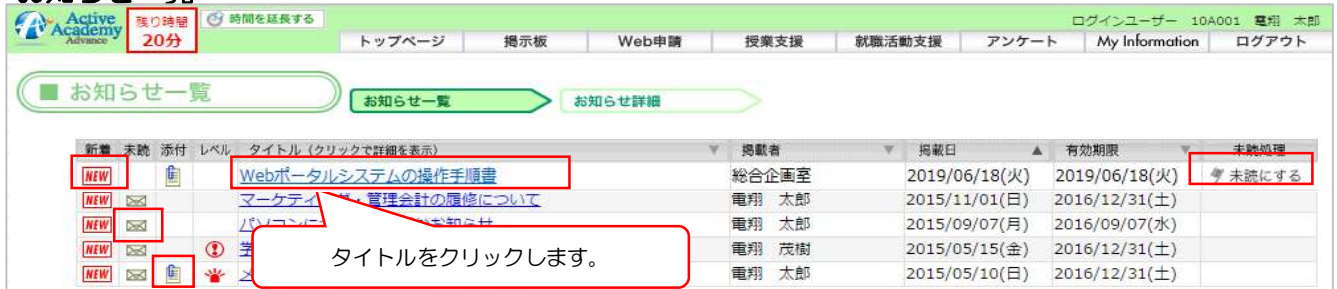 お知らせ
Active
Academy
Advance
残り時間
20分
時間を延長する
ログインユーザー 10A001 電翔 太郎
トップページ 掲示板 Web申請 授業支援 就職活動支援 アンケート My Information ログアウト
■ お知らせ一覧
お知らせ一覧 お知らせ詳細
新着 未読 添付 レベル タイトル（クリックで詳細を表示） ▼ 掲載者 ▼ 掲載日 ▲ 有効期限 ▼ 未読処理
NEW Webポータルシステムの操作手順書 総合企画室 2019/06/18(火) 2019/06/18(火) 未読にする
NEW マーケティ ・管理会計の履修について 電翔 太郎 2015/11/01(日) 2016/12/31(土)
NEW パソコンに お知らせ 電翔 太郎 2015/09/07(月) 2016/09/07(水)
NEW 電翔 茂樹 2015/05/15(金) 2016/12/31(土)
NEW 電翔 太郎 2015/05/10(日) 2016/12/31(土)
タイトルをクリックします。